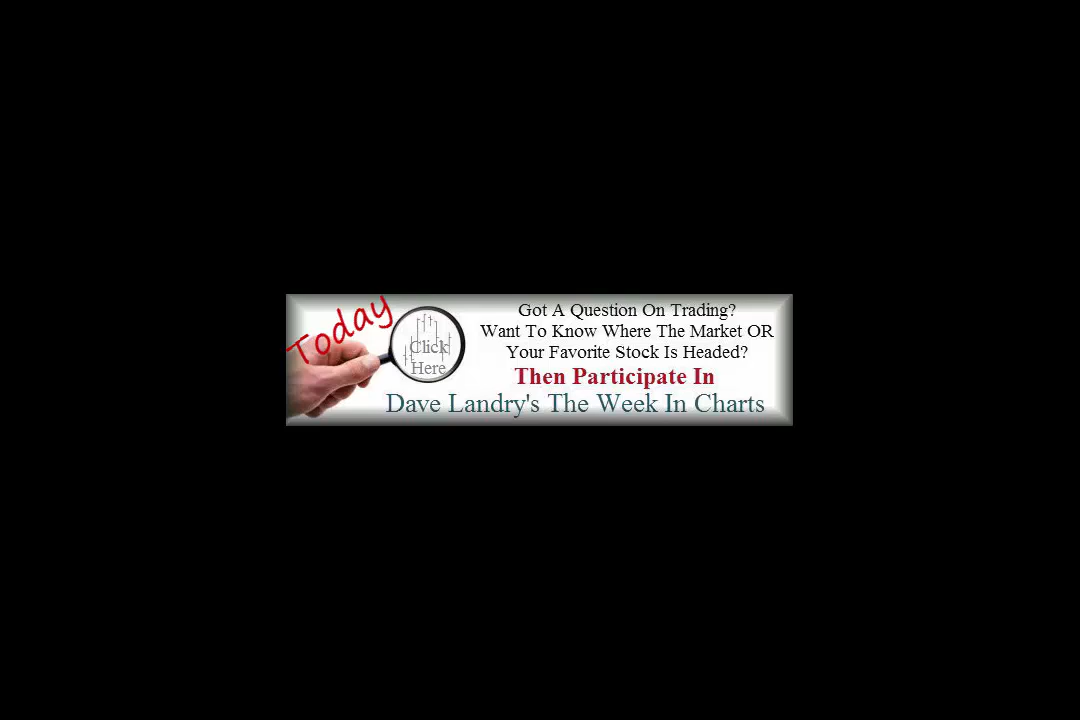 Today
Click
Here
Got A Question On Trading?
Want To Know Where The Market OR
Your Favorite Stock Is Headed?
Then Participate In
Dave Landry's The Week In Charts